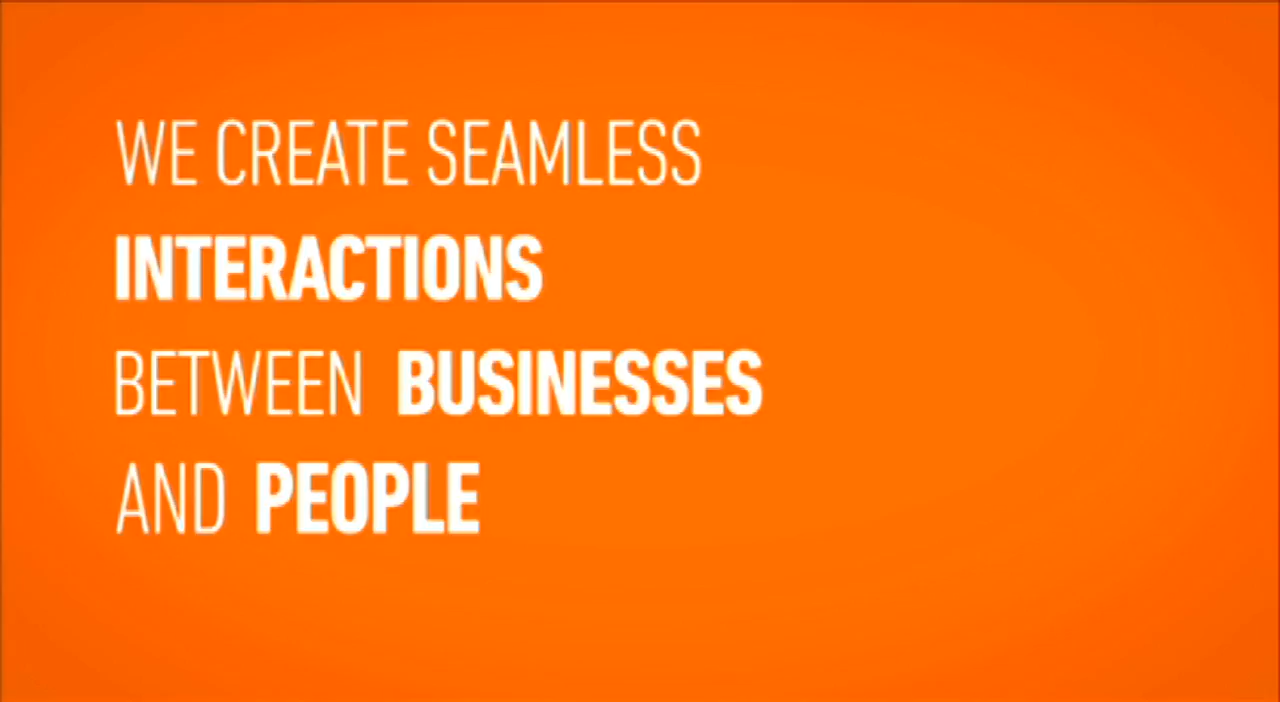 WE CREATE SEAMLESS
INTERACTIONS
BETWEEN BUSINESSES
AND PEOPLE